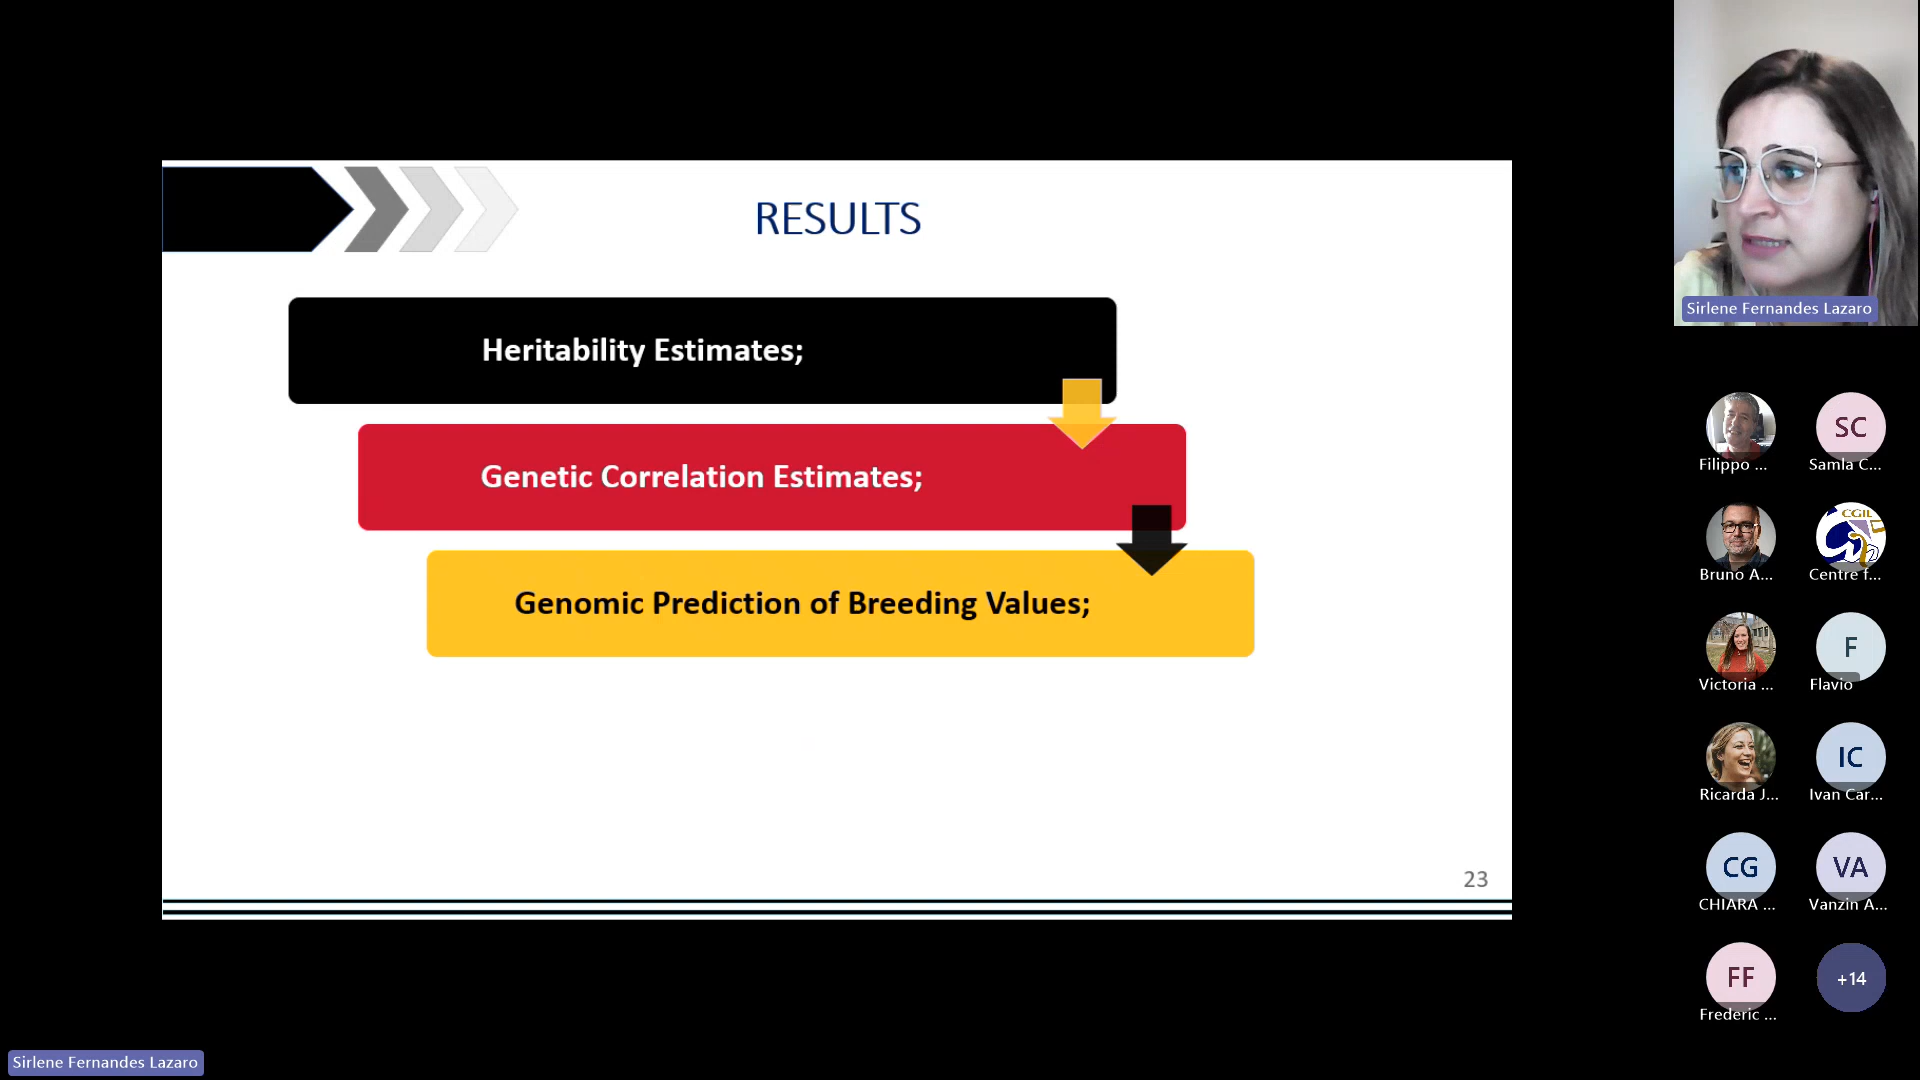 RESULTS
Heritability Estimates;
Genetic Correlation Estimates;
Genomic Prediction of Breeding Values;
23
Sirlene Fernandes Lazaro
Filippo ...
SC
Samla C...
Bruno A...
CGIL
Centre f...
Victoria ...
F
Flavio
Ricarda J...
IC
Ivan Car...
CG
CHIARA ...
VA
Vanzin A...
FF
Frederic ...
+14
Sirlene Fernandes Lazaro